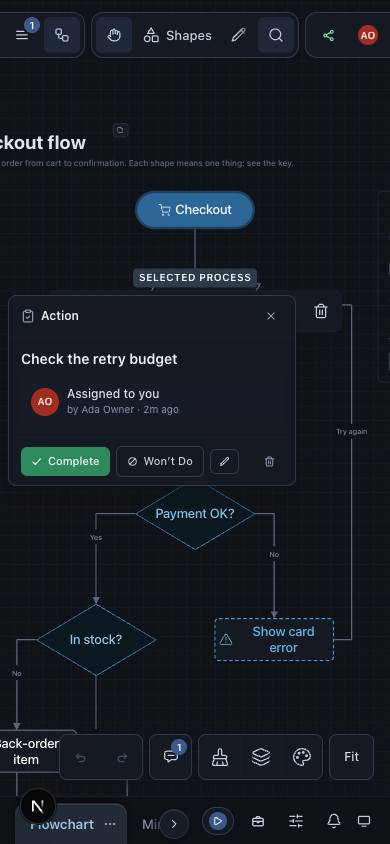 1
Shapes
AO
ckout flow
order from cart to confirmation. Each shape means one thing: see the key.
Checkout
SELECTED PROCESS
Action
Check the retry budget
AO
Assigned to you
by Ada Owner · 2m ago
Complete
Won't Do
Try again
Payment OK?
Yes
No
In stock?
Show card
error
No
Back-order
item
1
Fit
N
Flowchart